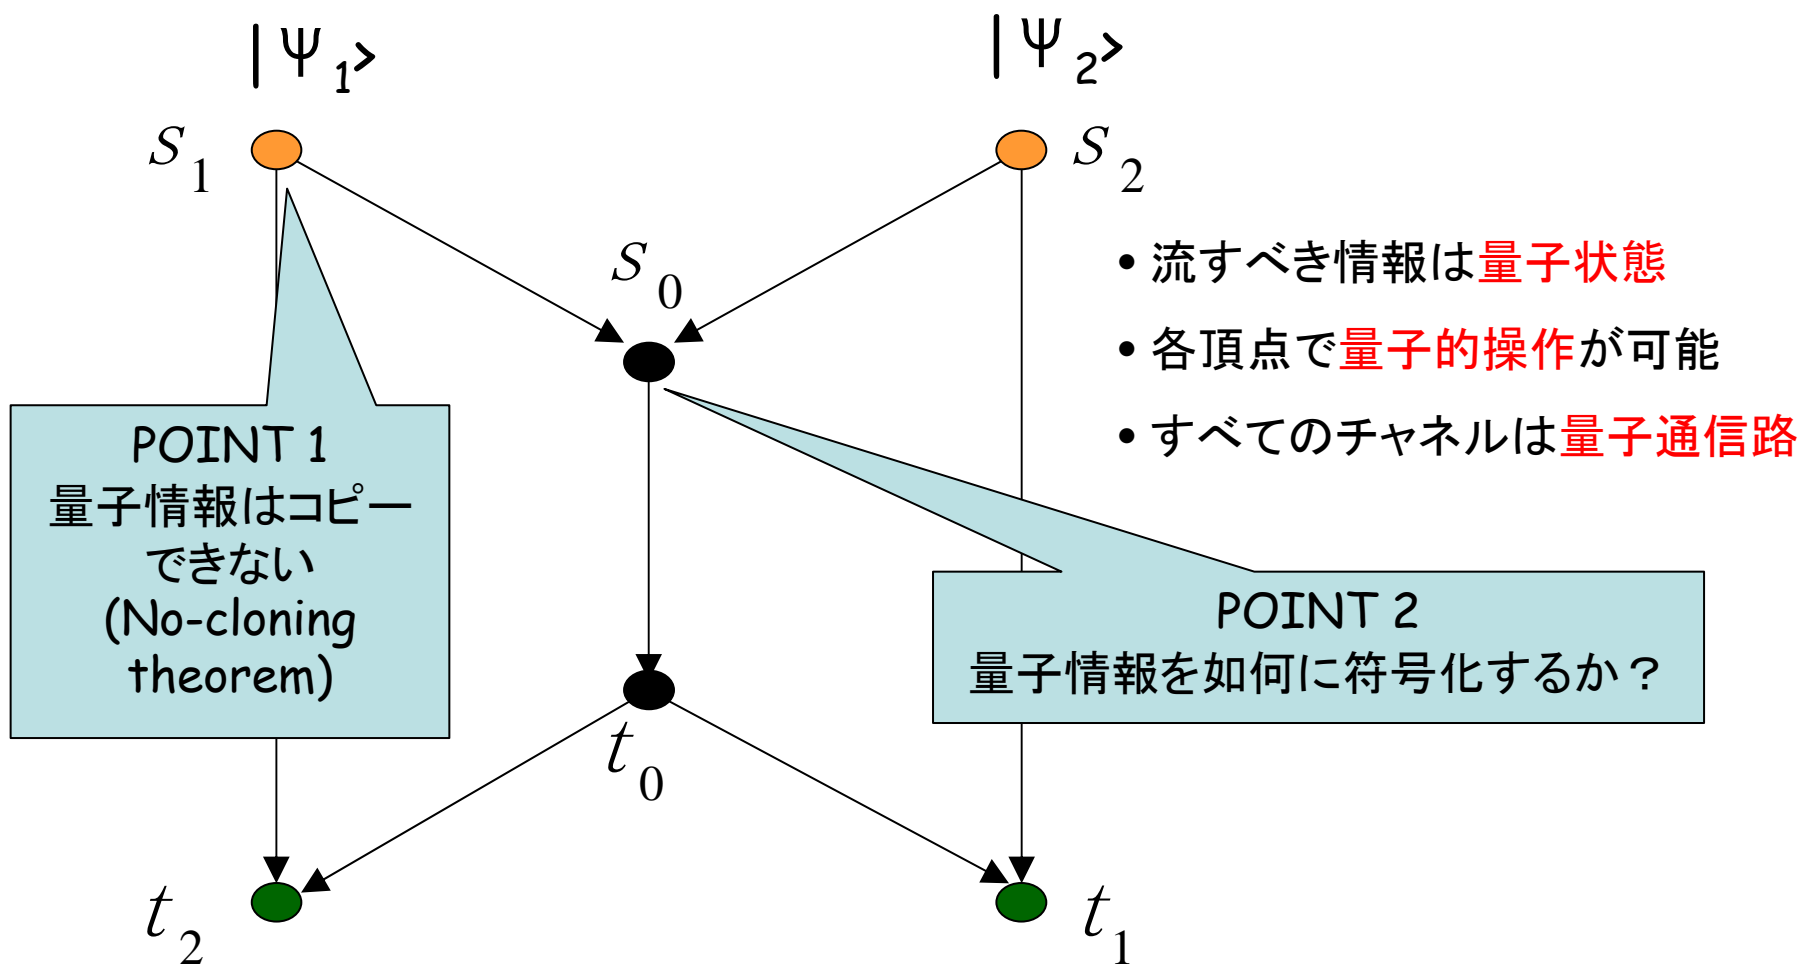 |Ψ1>
|Ψ2>
s1
s2
s0
• 流すべき情報は量子状態
• 各頂点で量子的操作が可能
• すべてのチャネルは量子通信路
POINT 1
量子情報はコピー
できない
(No-cloning
theorem)
POINT 2
量子情報を如何に符号化するか？
t0
t2
t1